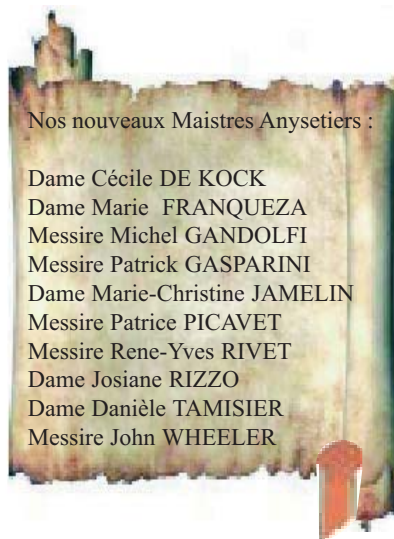 Nos nouveaux Maistres Anysetiers :
Dame Cécile DE KOCK
Dame Marie FRANQUEZA
Messire Michel GANDOLFI
Messire Patrick GASPARINI
Dame Marie-Christine JAMELIN
Messire Patrice PICAVET
Messire Rene-Yves RIVET
Dame Josiane RIZZO
Dame Danièle TAMISIER
Messire John WHEELER